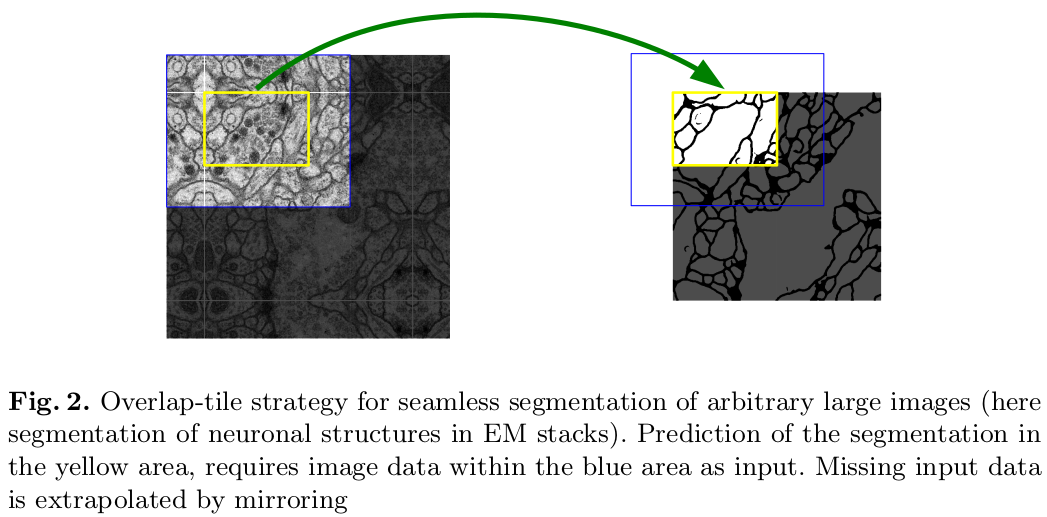 Fig. 2. Overlap-tile strategy for seamless segmentation of arbitrary large images (here
segmentation of neuronal structures in EM stacks). Prediction of the segmentation in
the yellow area, requires image data within the blue area as input. Missing input data
is extrapolated by mirroring